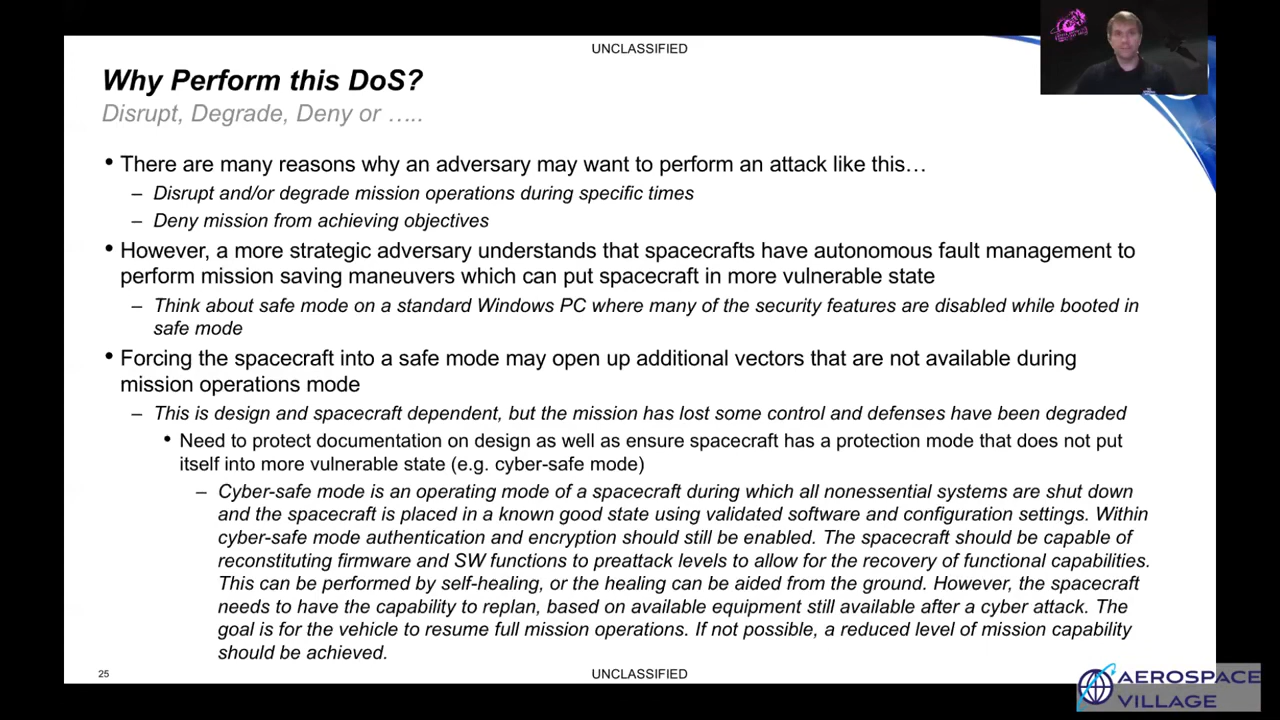 UNCLASSIFIED
Why Perform this DoS?
Disrupt, Degrade, Deny or …..
• There are many reasons why an adversary may want to perform an attack like this…
– Disrupt and/or degrade mission operations during specific times
– Deny mission from achieving objectives
• However, a more strategic adversary understands that spacecrafts have autonomous fault management to
perform mission saving maneuvers which can put spacecraft in more vulnerable state
– Think about safe mode on a standard Windows PC where many of the security features are disabled while booted in
safe mode
• Forcing the spacecraft into a safe mode may open up additional vectors that are not available during
mission operations mode
– This is design and spacecraft dependent, but the mission has lost some control and defenses have been degraded
• Need to protect documentation on design as well as ensure spacecraft has a protection mode that does not put
itself into more vulnerable state (e.g. cyber-safe mode)
– Cyber-safe mode is an operating mode of a spacecraft during which all nonessential systems are shut down
and the spacecraft is placed in a known good state using validated software and configuration settings. Within
cyber-safe mode authentication and encryption should still be enabled. The spacecraft should be capable of
reconstituting firmware and SW functions to preattack levels to allow for the recovery of functional capabilities.
This can be performed by self-healing, or the healing can be aided from the ground. However, the spacecraft
needs to have the capability to replan, based on available equipment still available after a cyber attack. The
goal is for the vehicle to resume full mission operations. If not possible, a reduced level of mission capability
should be achieved.
25
UNCLASSIFIED
AEROSPACE
VILLAGE